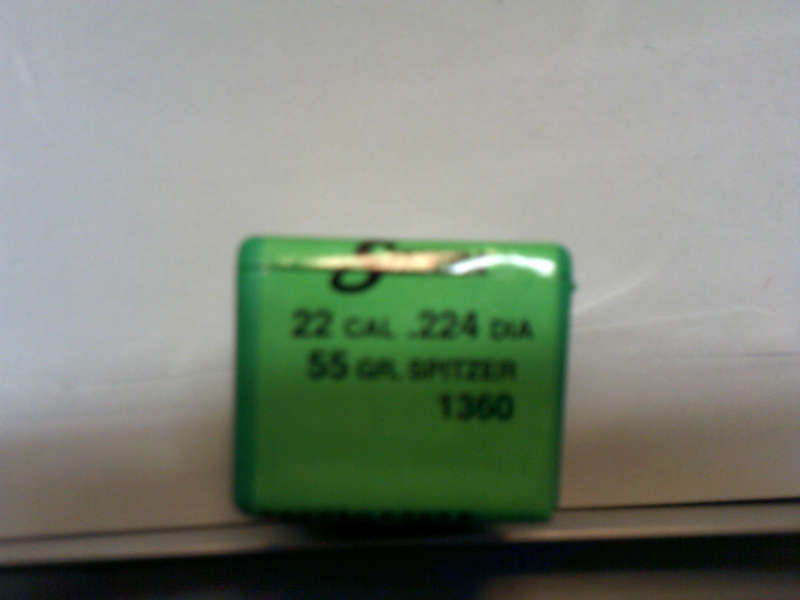 22 CAL .224 DIA
55 GR. SPITZER
1360